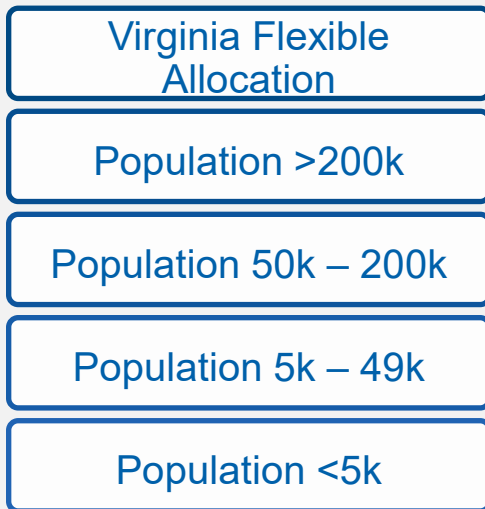 Virginia Flexible
Allocation
Population >200k
Population 50k – 200k
Population 5k – 49k
Population <5k